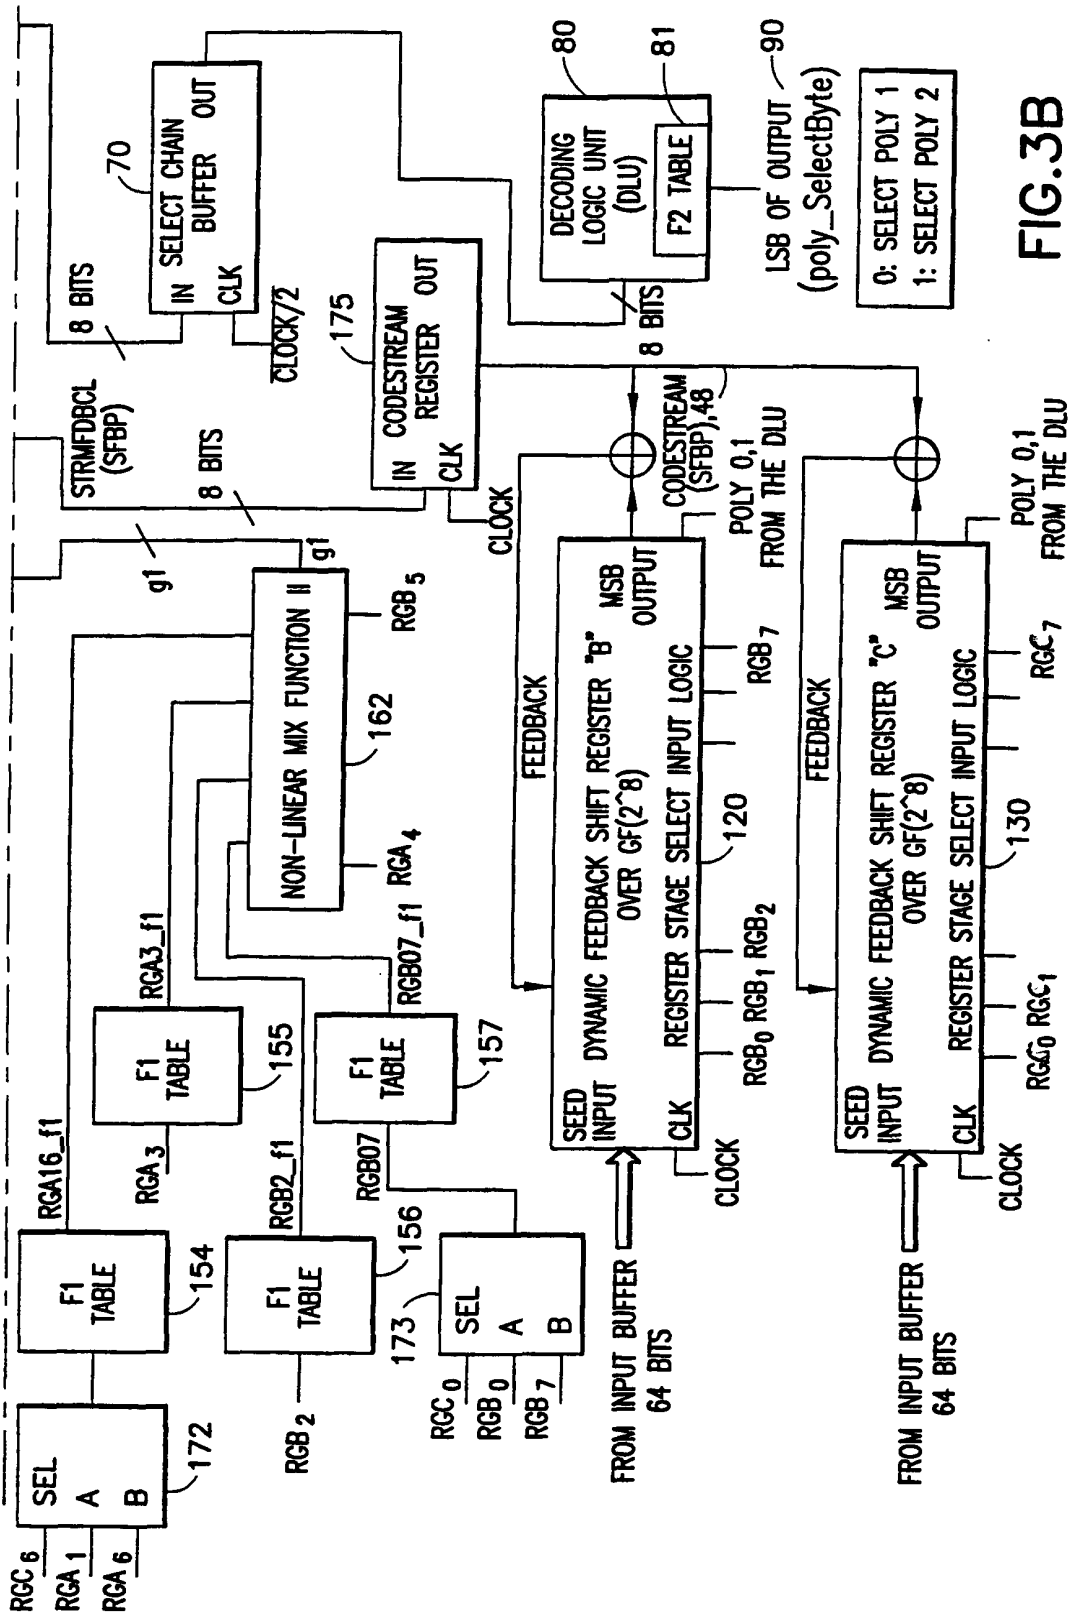 RGC6
RGA1
RGA6
SEL
A
B
172
F1
TABLE
154
RGA16_f1
RGA3
F1
TABLE
155
RGA3_f1
RGB2
F1
TABLE
156
RGB2_f1
RGC0
RGB0
RGB7
173
SEL
A
B
RGB07
F1
TABLE
157
RGB07_f1
NON-LINEAR MIX FUNCTION II
162
RGA4
RGB5
g1
g1
STRMFDBCL
(SFBP)
8 BITS
8 BITS
70
SELECT CHAIN
BUFFER
IN
OUT
CLK
CLOCK/2
175
CODESTREAM
REGISTER
IN
OUT
CLK
CLOCK
80
DECODING
LOGIC UNIT
(DLU)
F2 TABLE
81
8 BITS
LSB OF OUTPUT
90
(poly_SelectByte)
0: SELECT POLY 1
1: SELECT POLY 2
FROM INPUT BUFFER
64 BITS
SEED
INPUT
DYNAMIC FEEDBACK SHIFT REGISTER "B"
OVER GF(2^8)
MSB
OUTPUT
REGISTER STAGE SELECT INPUT LOGIC
CLK
CLOCK
RGB0 RGB1 RGB2
120
RGB7
FEEDBACK
CODESTREAM
(SFBP),48
POLY 0,1
FROM THE DLU
FROM INPUT BUFFER
64 BITS
SEED
INPUT
DYNAMIC FEEDBACK SHIFT REGISTER "C"
OVER GF(2^8)
MSB
OUTPUT
REGISTER STAGE SELECT INPUT LOGIC
CLK
CLOCK
RGC0 RGC1
130
RGC7
FEEDBACK
POLY 0,1
FROM THE DLU
FIG.3B